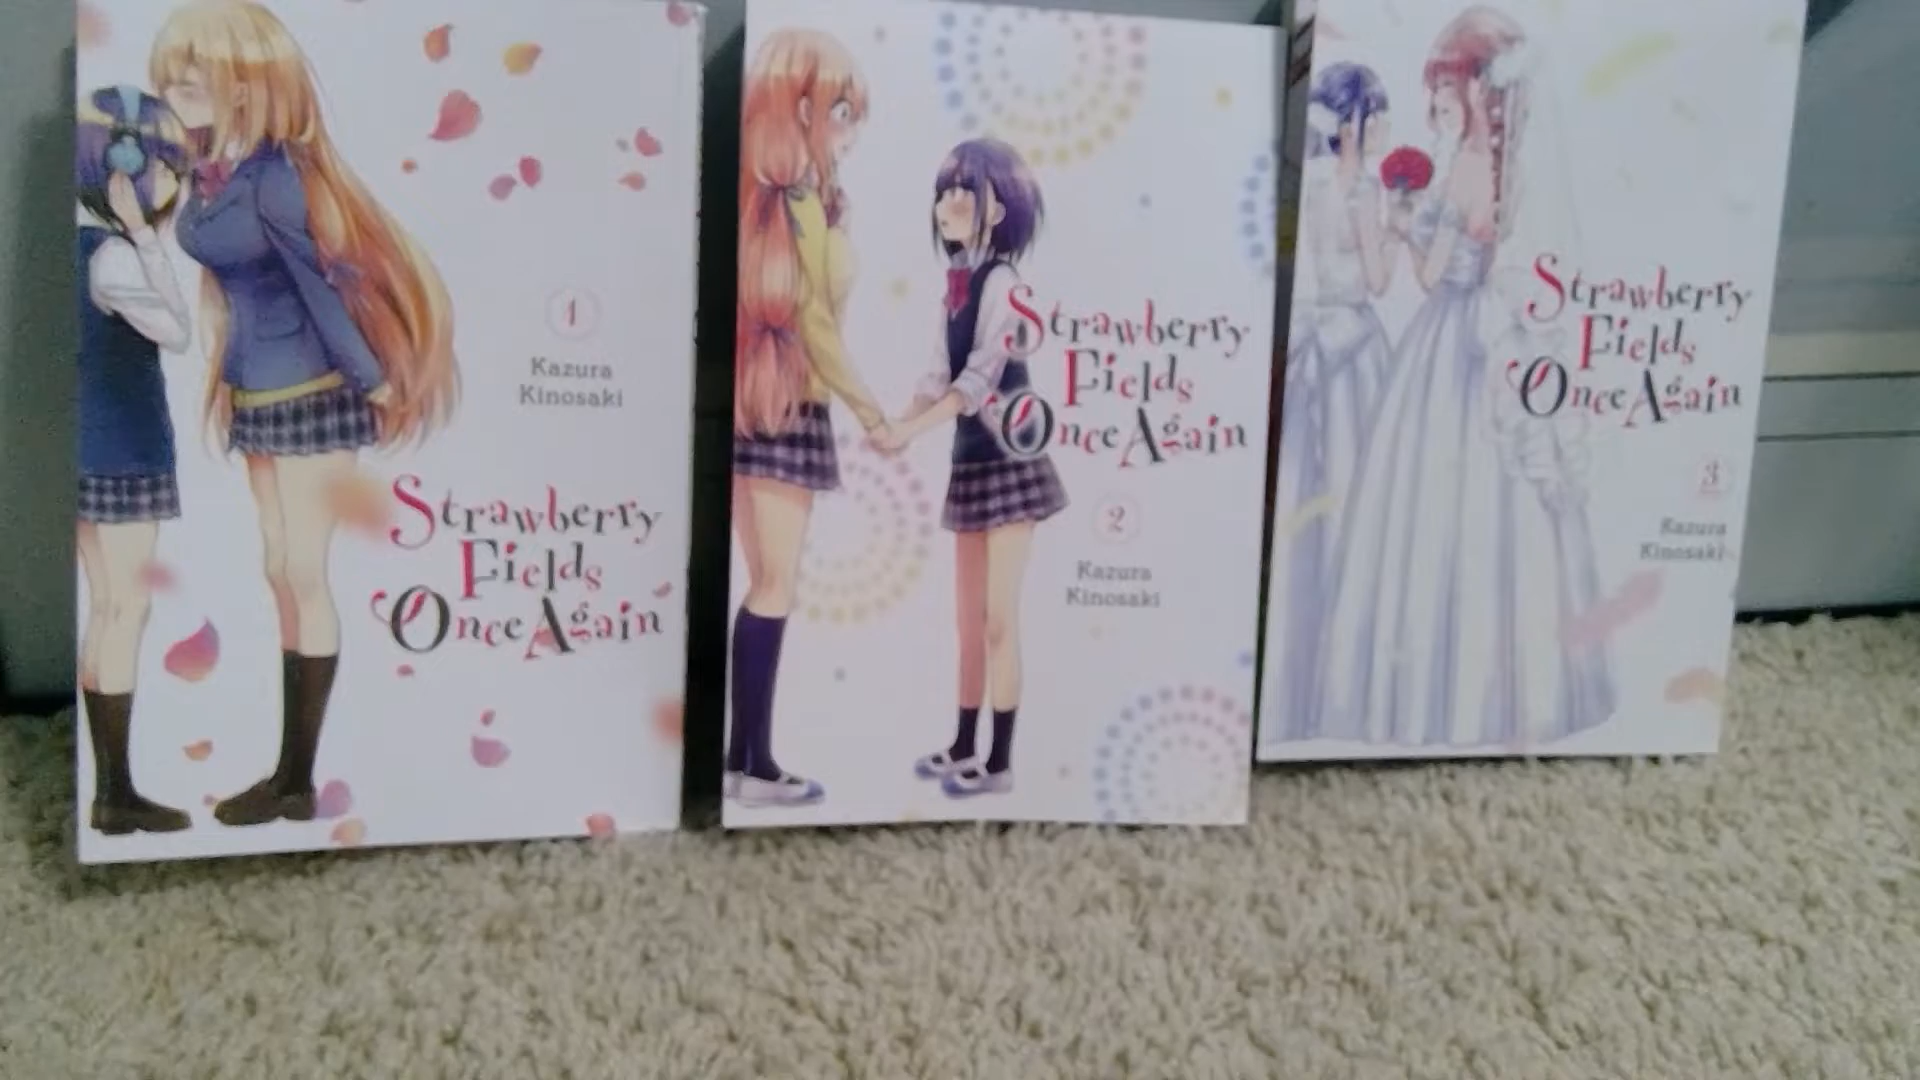 1
Kazura
Kinosaki
Strawberry
Fields
Once Again
Strawberry
Fields
Once Again
2
Kazura
Kinosaki
Strawberry
Fields
Once Again
3
Kazura
Kinosaki